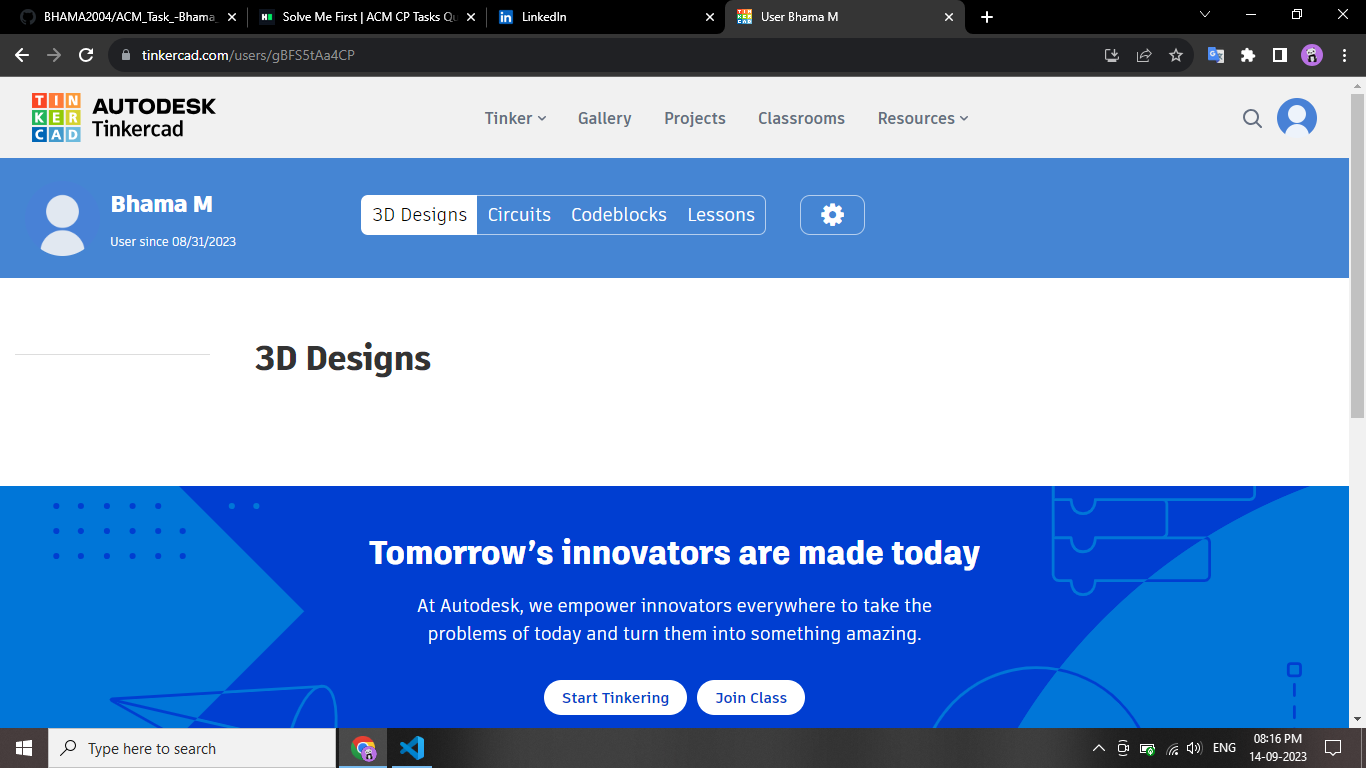 BHAMA2004/ACM_Task_-Bhama_
Solve Me First | ACM CP Tasks Qu
LinkedIn
User Bhama M
tinkercad.com/users/gBFS5tAa4CP
TIN
KER
CAD
AUTODESK
Tinkercad
Tinker
Gallery
Projects
Classrooms
Resources
Bhama M
User since 08/31/2023
3D Designs
Circuits
Codeblocks
Lessons
3D Designs
Tomorrow’s innovators are made today
At Autodesk, we empower innovators everywhere to take the
problems of today and turn them into something amazing.
Start Tinkering
Join Class
Type here to search
ENG
08:16 PM
14-09-2023